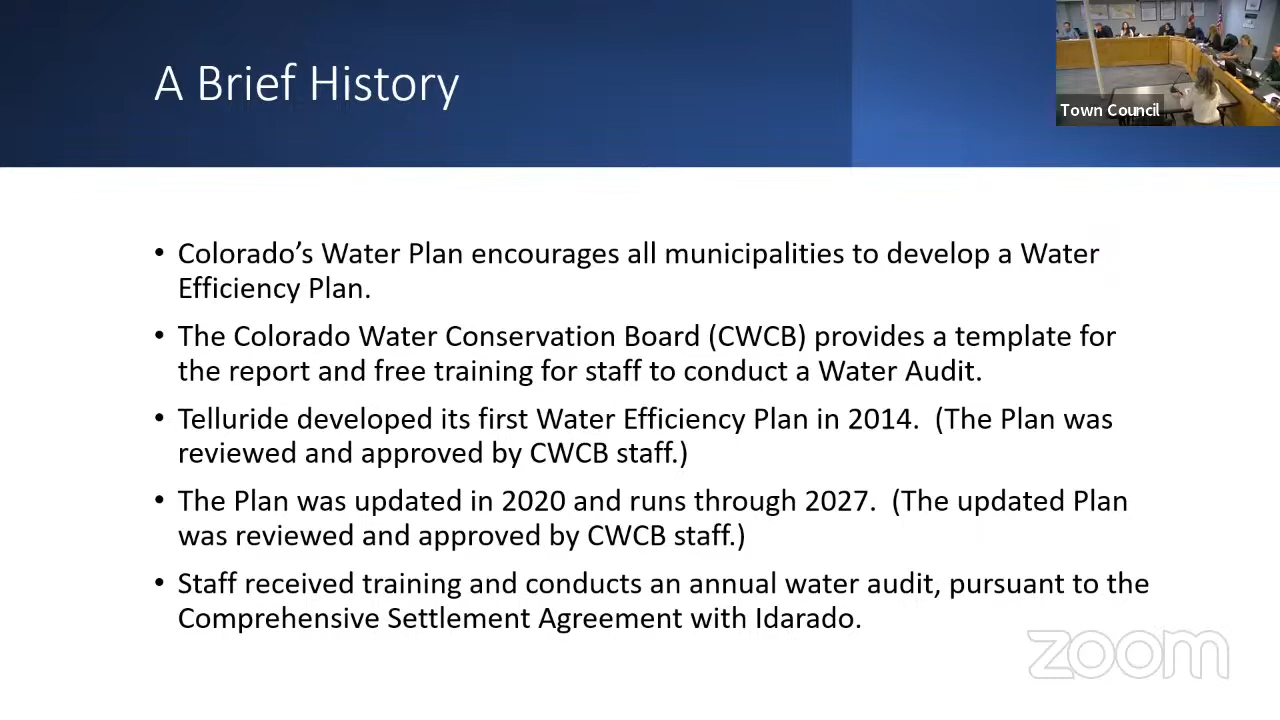 A Brief History
Town Council
• Colorado’s Water Plan encourages all municipalities to develop a Water
Efficiency Plan.
• The Colorado Water Conservation Board (CWCB) provides a template for
the report and free training for staff to conduct a Water Audit.
• Telluride developed its first Water Efficiency Plan in 2014.  (The Plan was
reviewed and approved by CWCB staff.)
• The Plan was updated in 2020 and runs through 2027.  (The updated Plan
was reviewed and approved by CWCB staff.)
• Staff received training and conducts an annual water audit, pursuant to the
Comprehensive Settlement Agreement with Idarado.
zoom